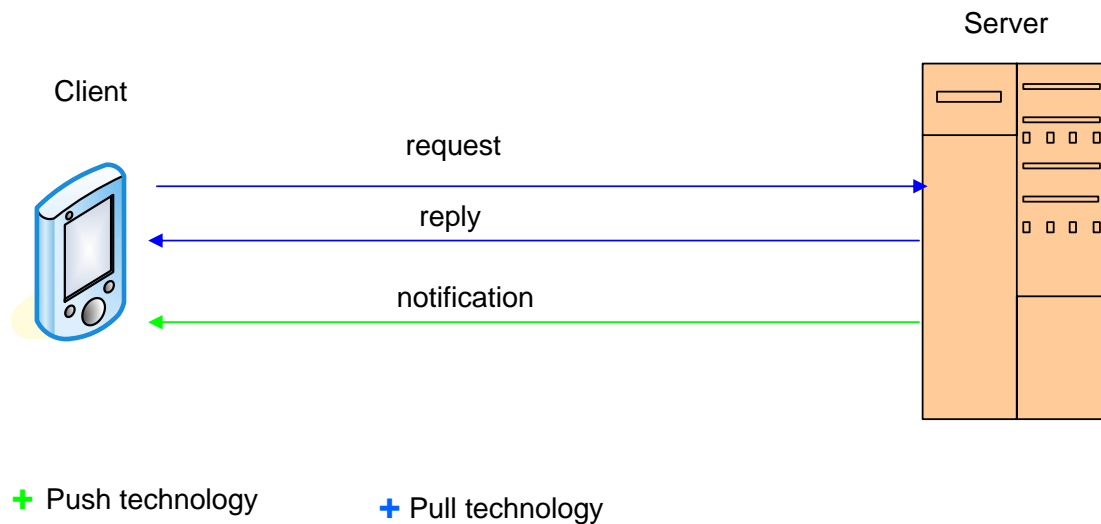 Server
Client
request
reply
notification
Push technology
Pull technology